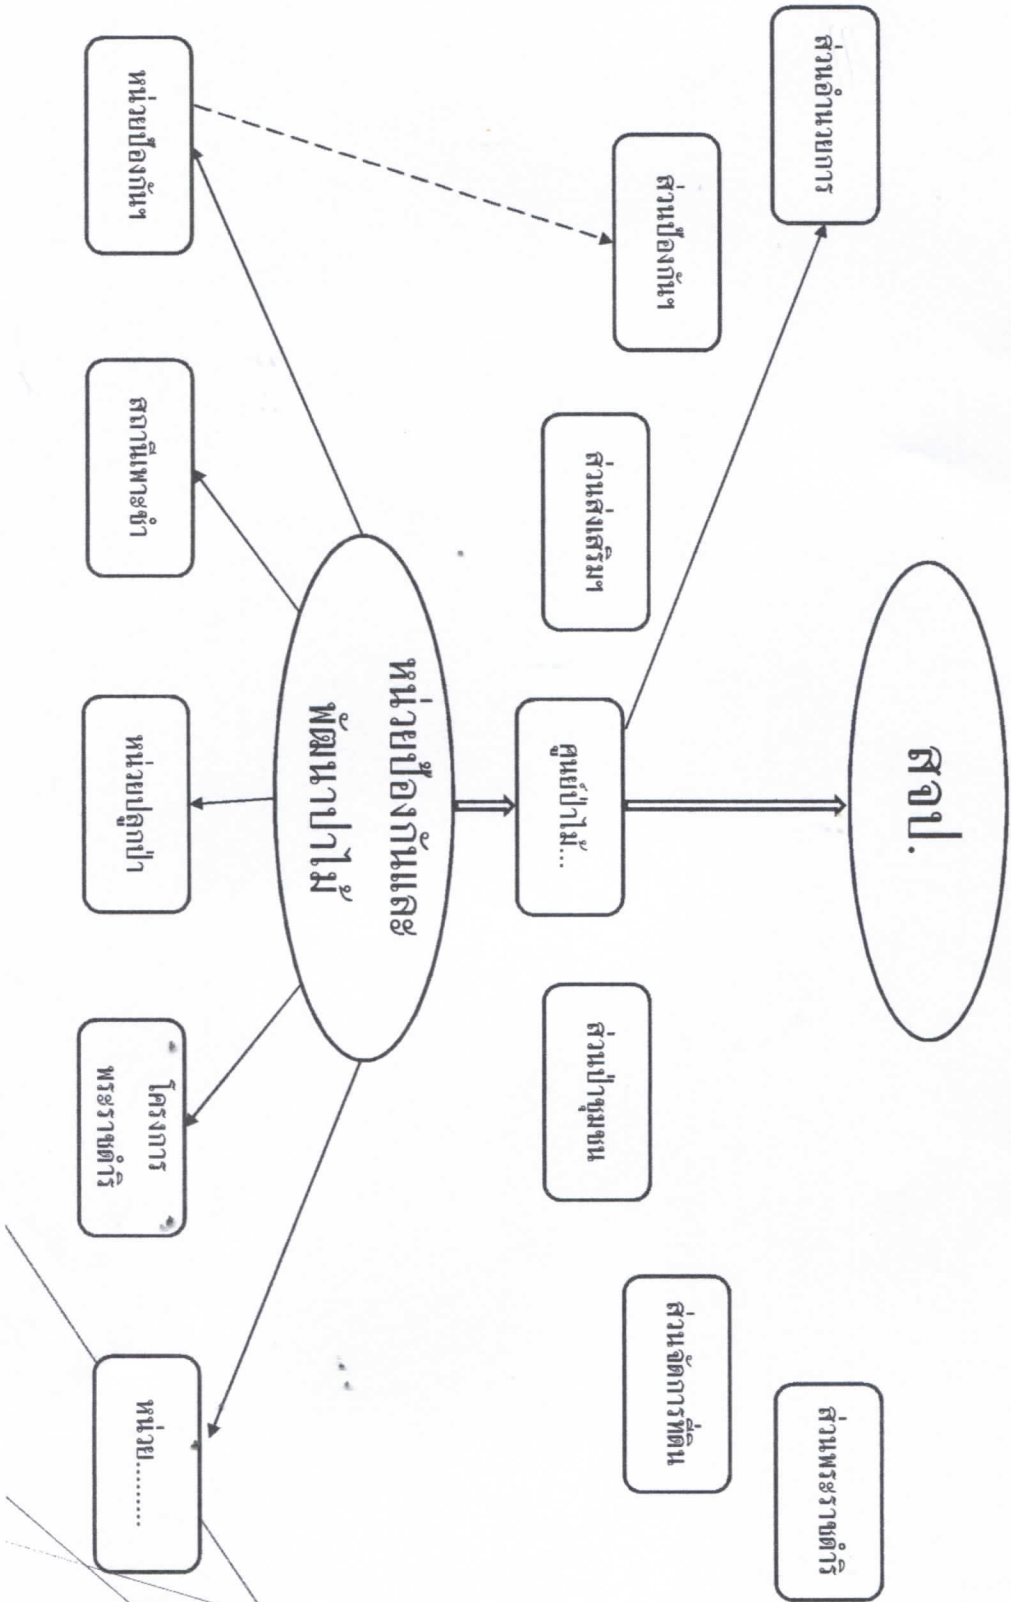 สจป.
ส่วนอำนวยการ
ส่วนพระราชดำริ
ส่วนป้องกันฯ
ส่วนจัดการที่ดิน
ส่วนส่งเสริมฯ
ศูนย์ป่าไม้...
ส่วนป่าชุมชน
หน่วยป้องกันและ
พัฒนาป่าไม้
หน่วยป้องกันฯ
สถานีเพาะชำ
หน่วยปลูกป่า
โครงการ
พระราชดำริ
หน่วย.........